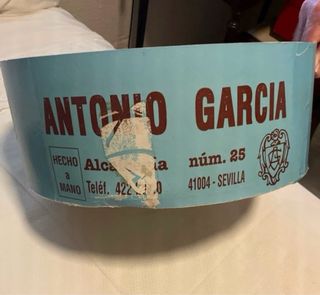 ANTONIO GARCIA
HECHO a MANO
núm. 25
Teléf. 422
41004 - SEVILLA